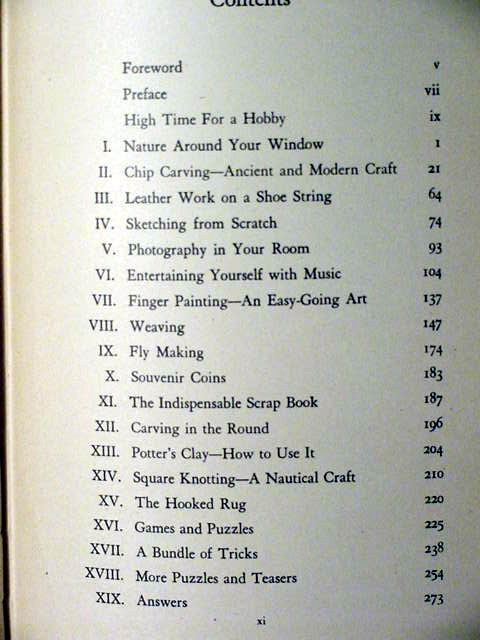 Contents
Foreword v
Preface vii
High Time For a Hobby ix
I. Nature Around Your Window 1
II. Chip Carving—Ancient and Modern Craft 21
III. Leather Work on a Shoe String 64
IV. Sketching from Scratch 74
V. Photography in Your Room 93
VI. Entertaining Yourself with Music 104
VII. Finger Painting—An Easy-Going Art 137
VIII. Weaving 147
IX. Fly Making 174
X. Souvenir Coins 183
XI. The Indispensable Scrap Book 187
XII. Carving in the Round 196
XIII. Potter's Clay—How to Use It 204
XIV. Square Knotting—A Nautical Craft 210
XV. The Hooked Rug 220
XVI. Games and Puzzles 225
XVII. A Bundle of Tricks 238
XVIII. More Puzzles and Teasers 254
XIX. Answers 273
xi